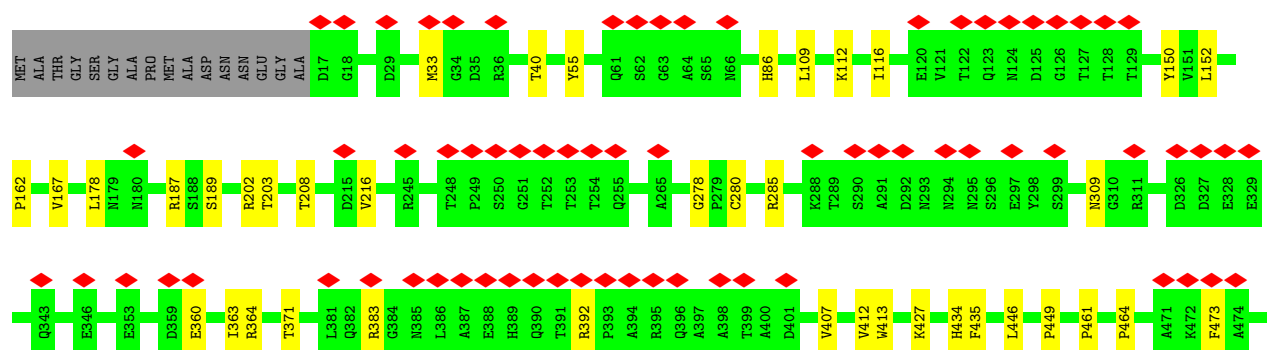 MET ALA THR GLY SER GLY ALA PRO MET ALA ASP ASN ASN GLU GLY ALA D17 G18 D29 M33 G34 D35 R36 T40 Y55 Q61 S62 G63 A64 S65 N66 H86 L109 K112 I116 E120 V121 T122 Q123 N124 D125 G126 T127 T128 T129 Y150 V151 L152
P162 V167 L178 N179 N180 R187 S188 S189 R202 T203 T208 D215 V216 R245 T248 P249 S250 G251 T252 T253 T254 Q255 A265 G278 P279 C280 R285 K288 T289 S290 A291 D292 N293 N294 N295 S296 E297 Y298 S299 N309 G310 R311 D326 D327 E328 E329
Q343 E346 E353 D359 E360 I363 R364 T371 L381 Q382 R383 G384 N385 L386 A387 E388 H389 Q390 T391 R392 P393 A394 R395 Q396 A397 A398 T399 A400 D401 V407 V412 W413 K427 H434 F435 L446 P449 P461 P464 A471 K472 F473 A474